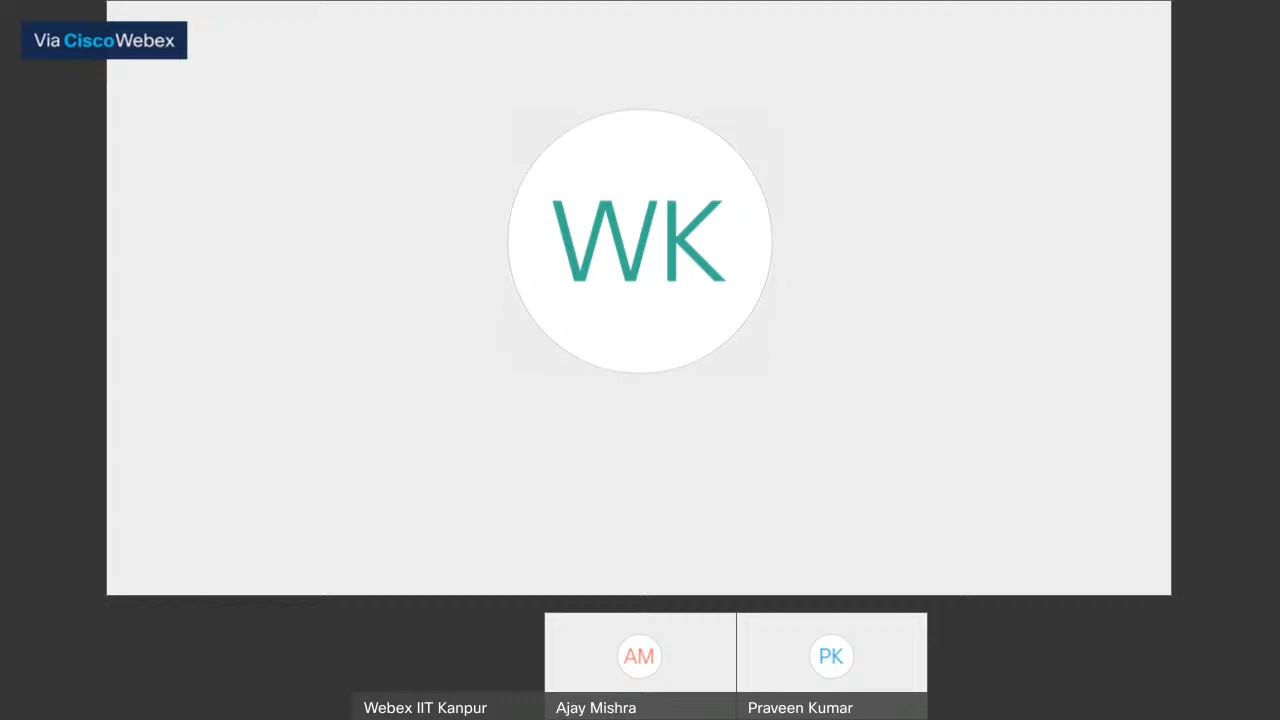 Via CiscoWebex
WK
AM
PK
Webex IIT Kanpur
Ajay Mishra
Praveen Kumar